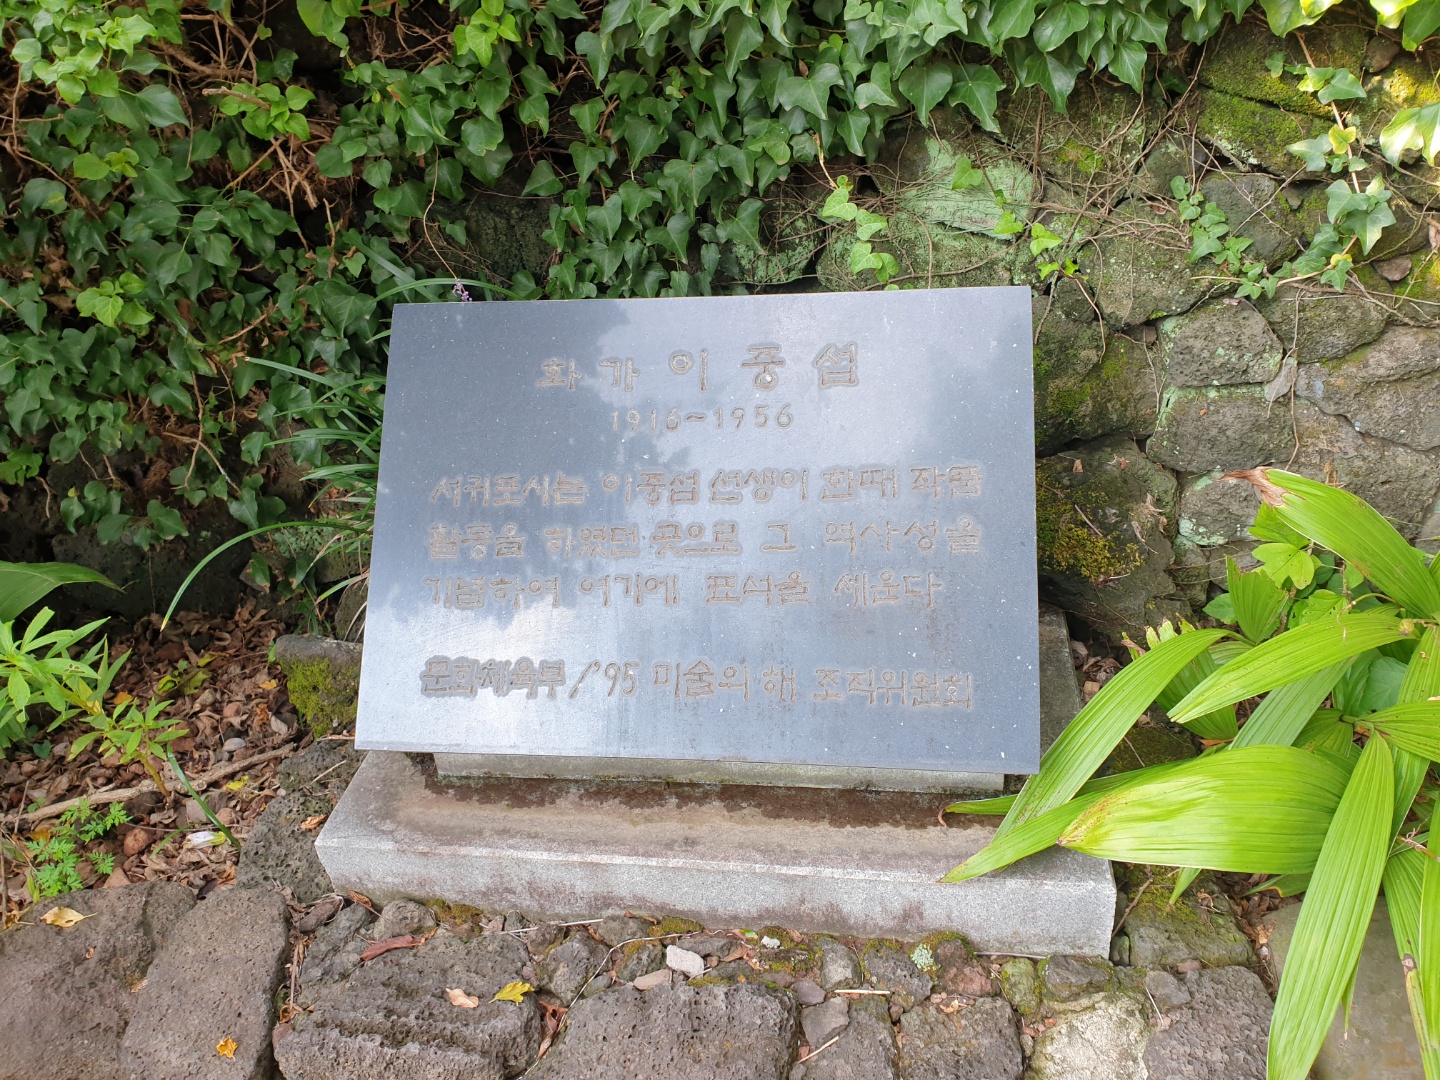 화가 이중섭
1916~1956
서귀포시는 이중섭 선생이 한때 작품
활동을 하였던 곳으로 그 역사성을
기념하여 여기에 표석을 세운다
문화체육부/'95 미술의 해 조직위원회